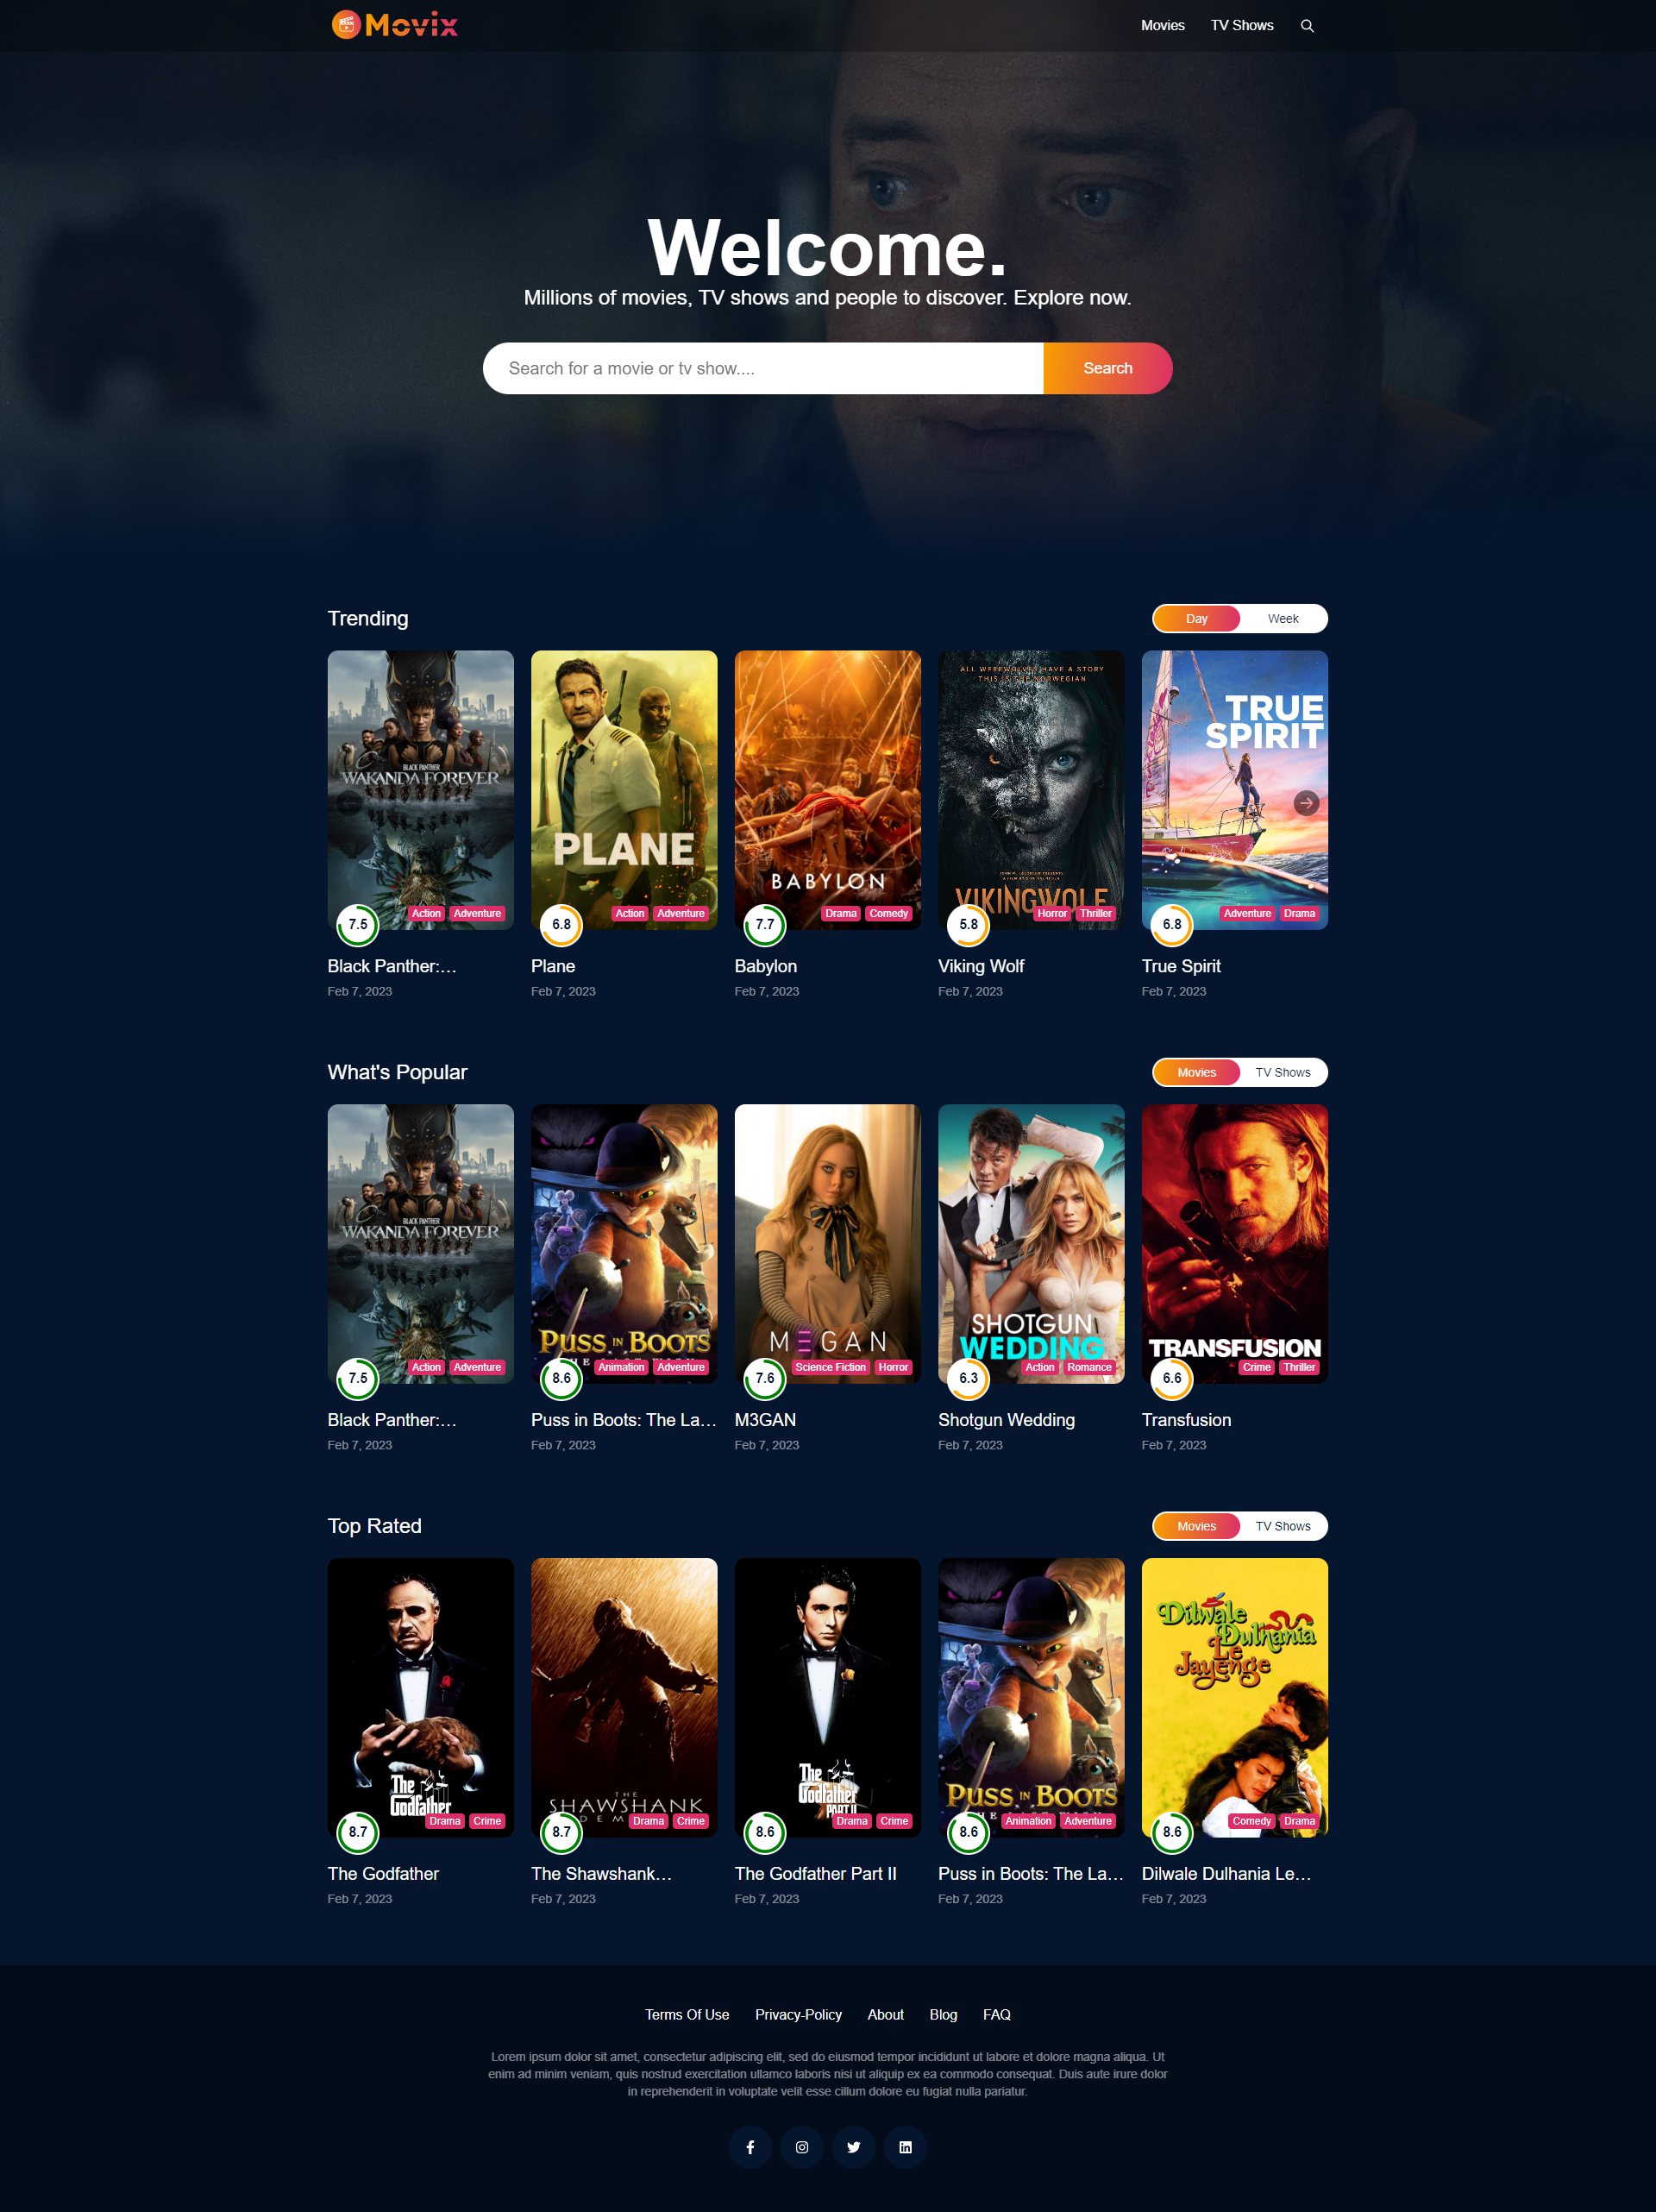 Movix
Movies TV Shows
Welcome.
Millions of movies, TV shows and people to discover. Explore now.
Search for a movie or tv show.... Search
Trending Day Week
BLACK PANTHER
WAKANDA FOREVER
7.5 Action Adventure
Black Panther:...
Feb 7, 2023
PLANE
6.8 Action Adventure
Plane
Feb 7, 2023
BABYLON
7.7 Drama Comedy
Babylon
Feb 7, 2023
ALL WEREWOLVES HAVE A STORY
THIS IS THE NORWEGIAN
VIKINGWOLF
5.8 Horror Thriller
Viking Wolf
Feb 7, 2023
TRUE
SPIRIT
6.8 Adventure Drama
True Spirit
Feb 7, 2023
What's Popular Movies TV Shows
BLACK PANTHER
WAKANDA FOREVER
7.5 Action Adventure
Black Panther:...
Feb 7, 2023
PUSS IN BOOTS
8.6 Animation Adventure
Puss in Boots: The La...
Feb 7, 2023
M3GAN
7.6 Science Fiction Horror
M3GAN
Feb 7, 2023
SHOTGUN
WEDDING
6.3 Action Romance
Shotgun Wedding
Feb 7, 2023
TRANSFUSION
6.6 Crime Thriller
Transfusion
Feb 7, 2023
Top Rated Movies TV Shows
The
Godfather
8.7 Drama Crime
The Godfather
Feb 7, 2023
THE
SHAWSHANK
8.7 Drama Crime
The Shawshank...
Feb 7, 2023
The
Godfather
PART II
8.6 Drama Crime
The Godfather Part II
Feb 7, 2023
PUSS IN BOOTS
8.6 Animation Adventure
Puss in Boots: The La...
Feb 7, 2023
Dilwale
Dulhania
Le
Jayenge
8.6 Comedy Drama
Dilwale Dulhania Le...
Feb 7, 2023
Terms Of Use Privacy-Policy About Blog FAQ
Lorem ipsum dolor sit amet, consectetur adipiscing elit, sed do eiusmod tempor incididunt ut labore et dolore magna aliqua. Ut
enim ad minim veniam, quis nostrud exercitation ullamco laboris nisi ut aliquip ex ea commodo consequat. Duis aute irure dolor
in reprehenderit in voluptate velit esse cillum dolore eu fugiat nulla pariatur.